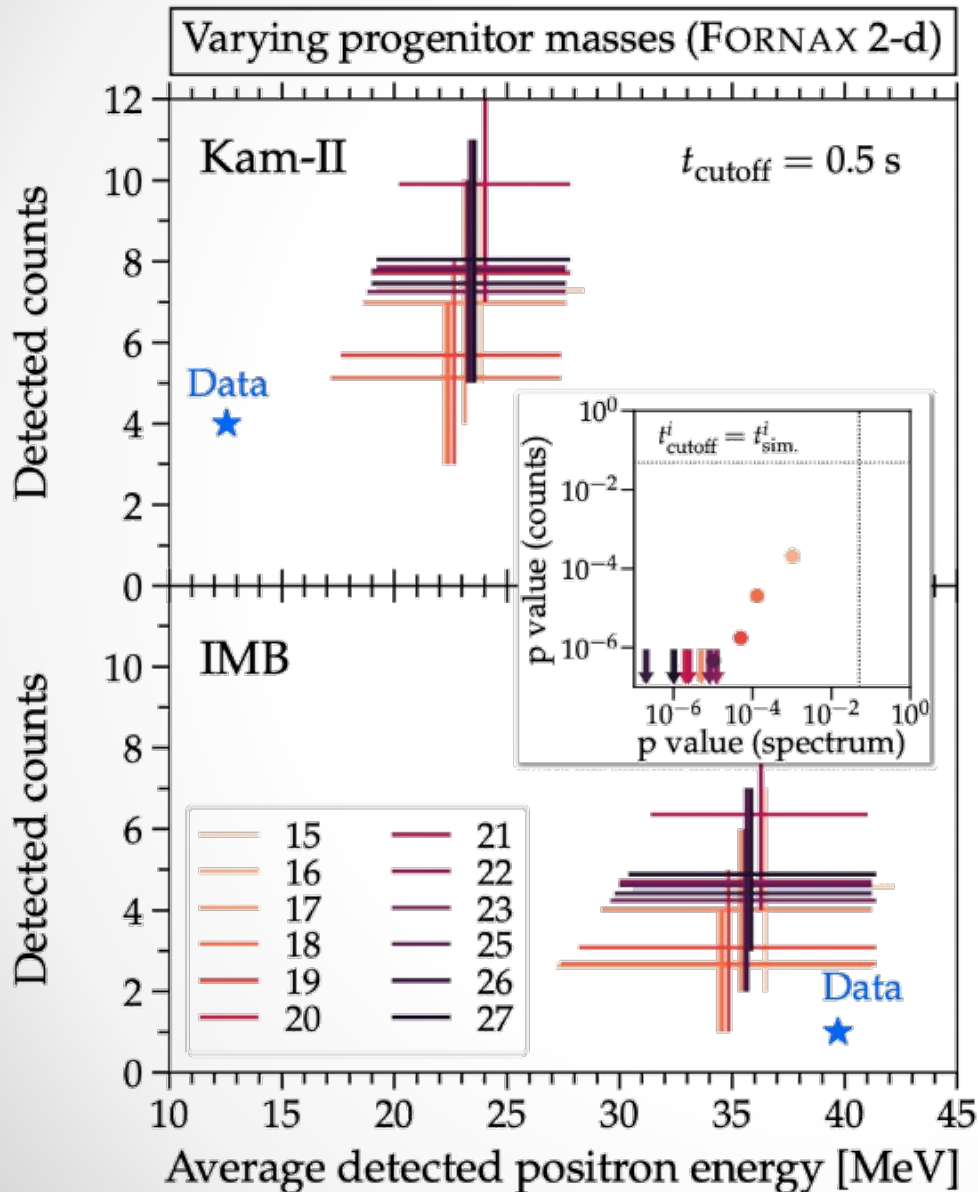 Varying progenitor masses (FORNAX 2-d)
12
10
8
6
4
2
0
Detected counts
Kam-II
t_cutoff = 0.5 s
Data
10^0
10^-2
10^-4
10^-6
p value (counts)
t^i_cutoff = t^i_sim.
10^-6 10^-4 10^-2 10^0
p value (spectrum)
10
8
6
4
2
0
Detected counts
IMB
15 21
16 22
17 23
18 25
19 26
20 27
Data
10 15 20 25 30 35 40 45
Average detected positron energy [MeV]